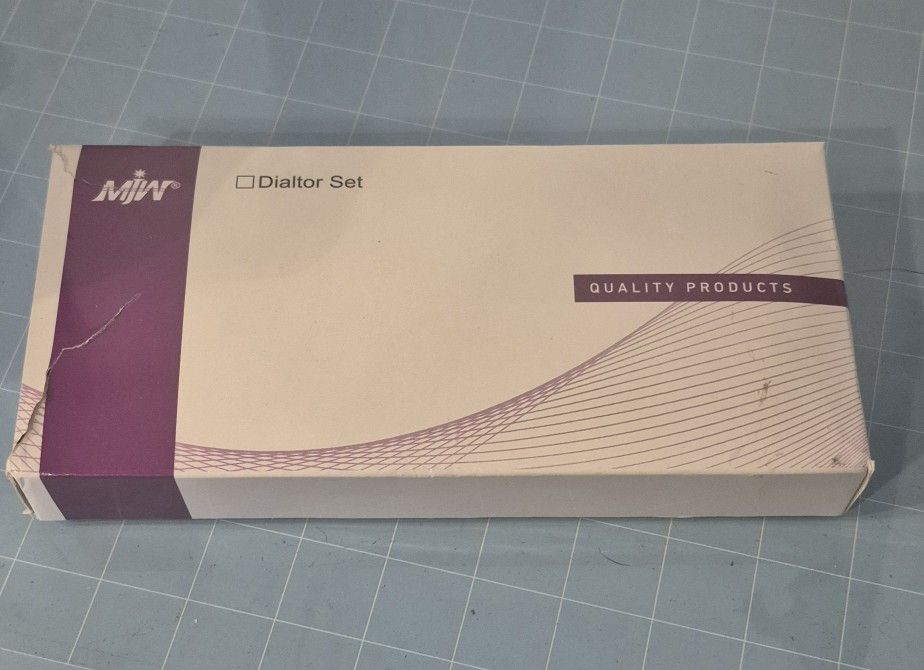 MJW®
☐Dialtor Set
QUALITY PRODUCTS